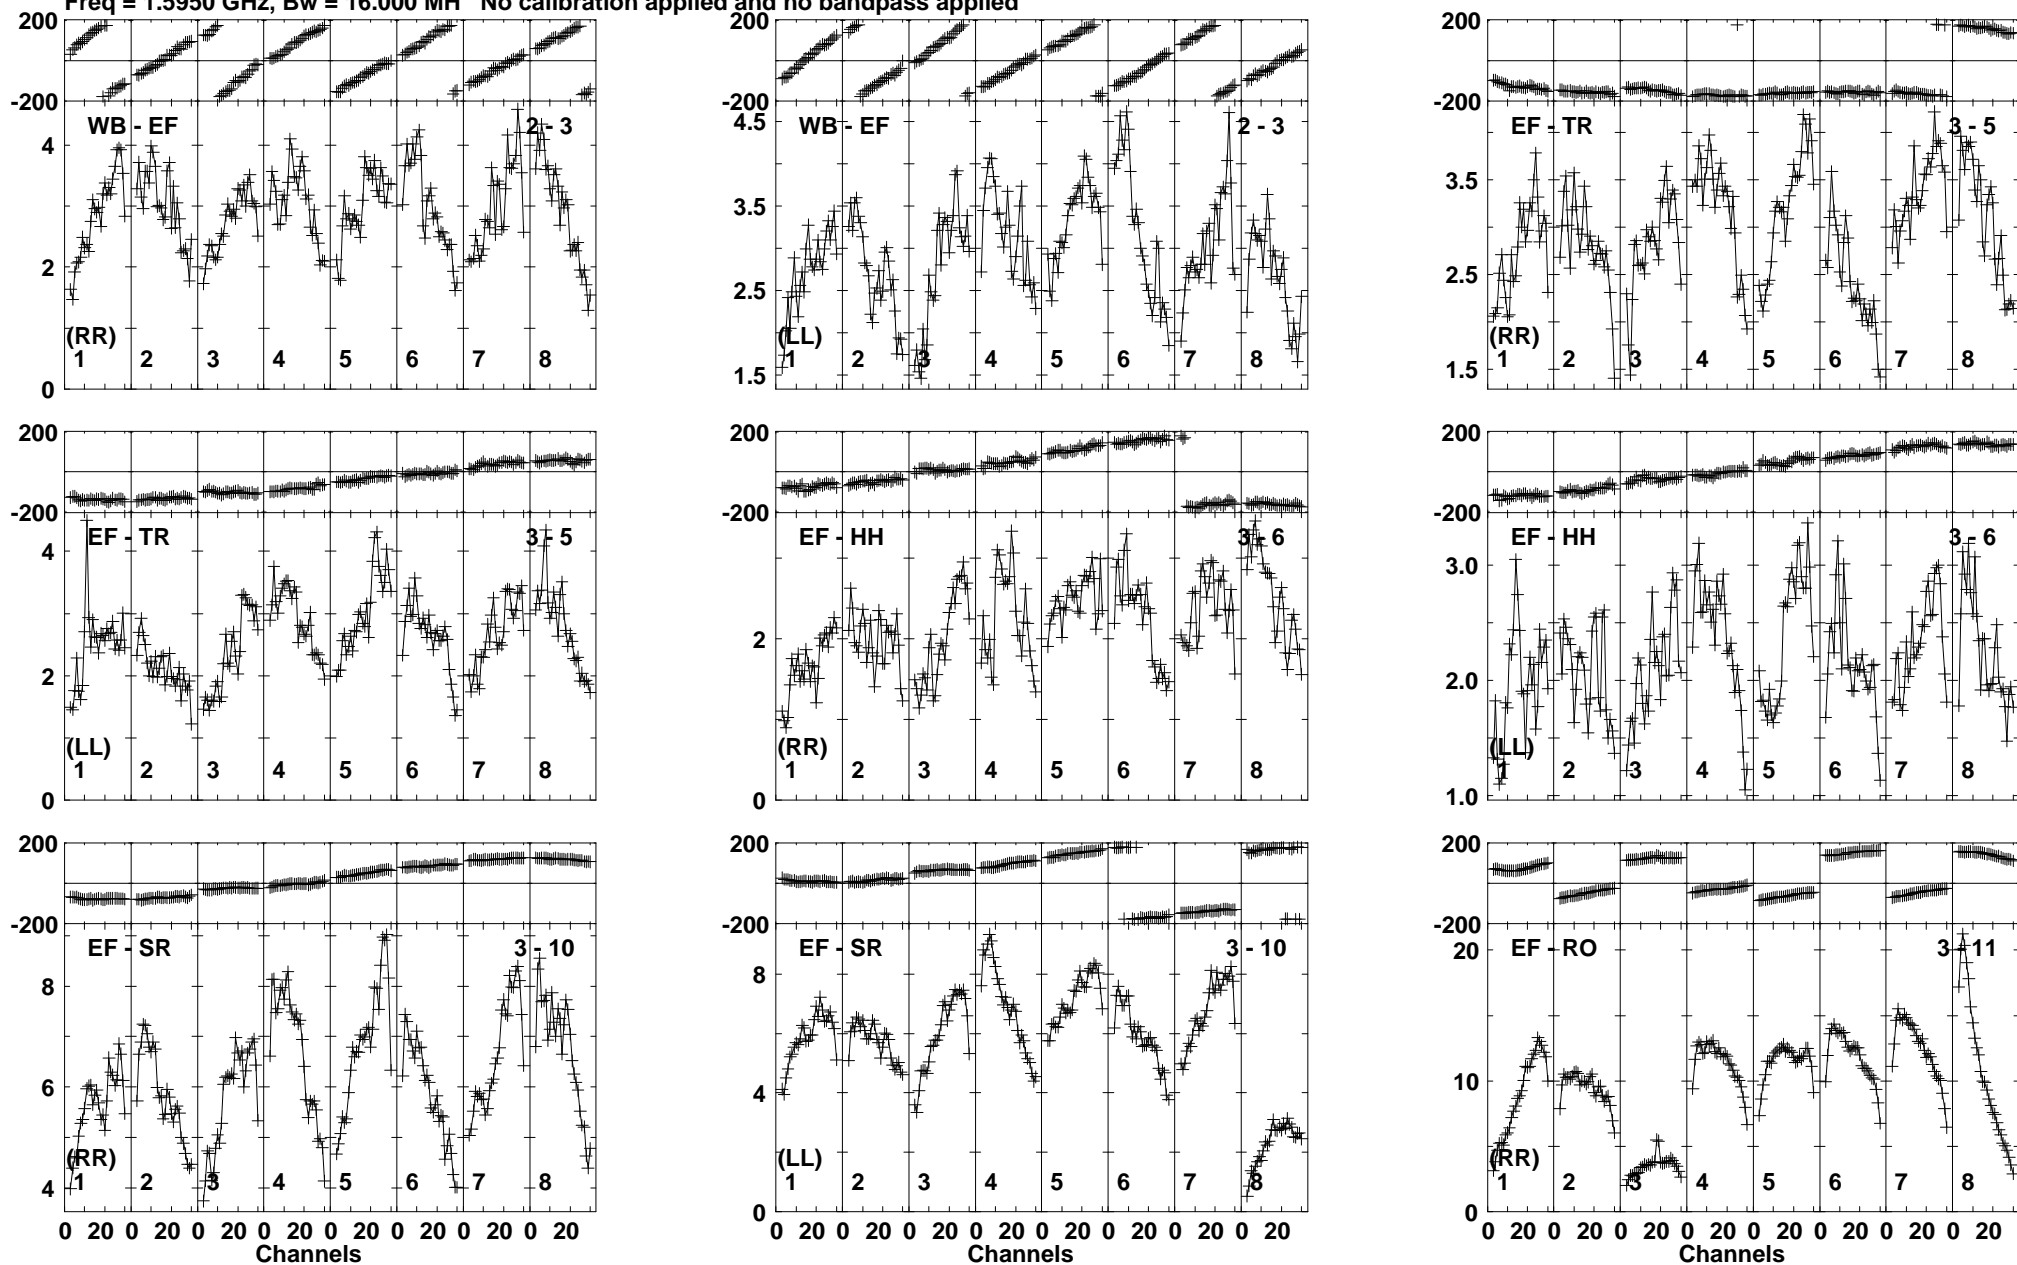 Freq = 1.5950 GHz, Bw = 16.000 MH No calibration applied and no bandpass applied
200 200 200
-200 -200 -200
WB - EF 2 - 3 WB - EF 2 - 3 EF - TR 3 - 5
4 4.5
3.5 3.5
2 2.5 2.5
(RR) (LL) (RR)
1 2 3 4 5 6 7 8 1 2 3 4 5 6 7 8 1 2 3 4 5 6 7 8
0 1.5 1.5
200 200 200
-200 -200 -200
EF - TR 3 - 5 EF - HH 3 - 6 EF - HH 3 - 6
4 3.0
2 2 2.0
(LL) (RR) (LL)
1 2 3 4 5 6 7 8 1 2 3 4 5 6 7 8 1 2 3 4 5 6 7 8
0 0 1.0
200 200 200
-200 -200 -200
EF - SR 3 - 10 EF - SR 3 - 10 EF - RO 3 - 11
8 8 20
6 4 10
(RR) (LL) (RR)
1 2 3 4 5 6 7 8 1 2 3 4 5 6 7 8 1 2 3 4 5 6 7 8
4 0 0
0 20 0 20 0 20 0 20 0 20 0 20 0 20 0 20 0 20 0 20 0 20 0 20 0 20 0 20 0 20 0 20 0 20 0 20 0 20 0 20 0 20 0 20 0 20 0 20
Channels Channels Channels